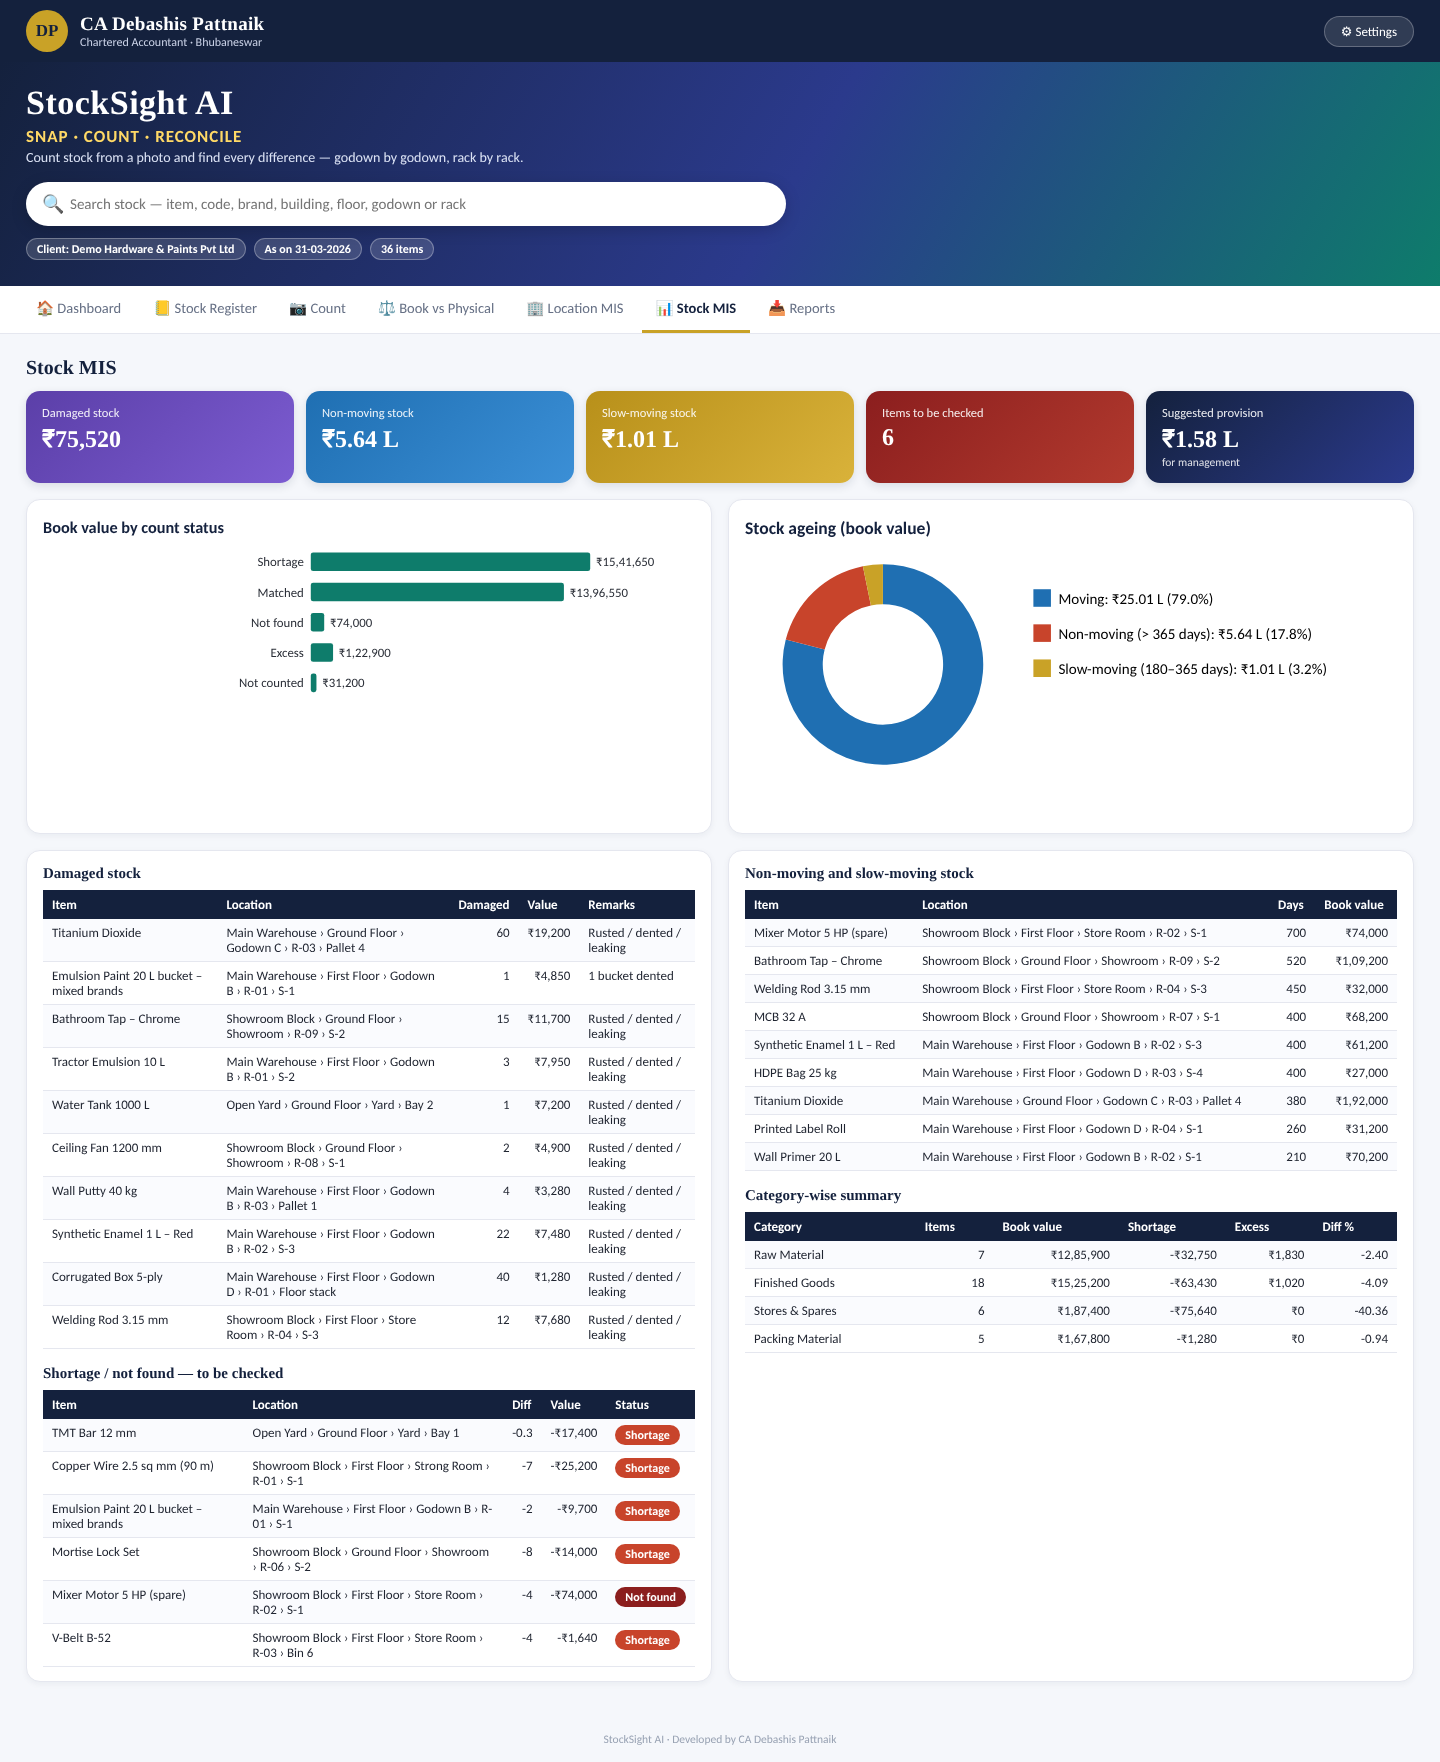 DP
CA Debashis Pattnaik
Chartered Accountant · Bhubaneswar
⚙ Settings
StockSight AI
SNAP · COUNT · RECONCILE
Count stock from a photo and find every difference — godown by godown, rack by rack.
🔍 Search stock — item, code, brand, building, floor, godown or rack
Client: Demo Hardware & Paints Pvt Ltd As on 31-03-2026 36 items
🏠 Dashboard 📒 Stock Register 📷 Count ⚖️ Book vs Physical 🏢 Location MIS 📊 Stock MIS 📥 Reports
Stock MIS
Damaged stock
₹75,520
Non-moving stock
₹5.64 L
Slow-moving stock
₹1.01 L
Items to be checked
6
Suggested provision
₹1.58 L
for management
Book value by count status
Shortage ₹15,41,650
Matched ₹13,96,550
Not found ₹74,000
Excess ₹1,22,900
Not counted ₹31,200
Stock ageing (book value)
Moving: ₹25.01 L (79.0%)
Non-moving (> 365 days): ₹5.64 L (17.8%)
Slow-moving (180–365 days): ₹1.01 L (3.2%)
Damaged stock
Item Location Damaged Value Remarks
Titanium Dioxide Main Warehouse › Ground Floor › 60 ₹19,200 Rusted / dented /
Godown C › R-03 › Pallet 4 leaking
Emulsion Paint 20 L bucket – Main Warehouse › First Floor › Godown 1 ₹4,850 1 bucket dented
mixed brands B › R-01 › S-1
Bathroom Tap – Chrome Showroom Block › Ground Floor › 15 ₹11,700 Rusted / dented /
Showroom › R-09 › S-2 leaking
Tractor Emulsion 10 L Main Warehouse › First Floor › Godown 3 ₹7,950 Rusted / dented /
B › R-01 › S-2 leaking
Water Tank 1000 L Open Yard › Ground Floor › Yard › Bay 2 1 ₹7,200 Rusted / dented /
leaking
Ceiling Fan 1200 mm Showroom Block › Ground Floor › 2 ₹4,900 Rusted / dented /
Showroom › R-08 › S-1 leaking
Wall Putty 40 kg Main Warehouse › First Floor › Godown 4 ₹3,280 Rusted / dented /
B › R-03 › Pallet 1 leaking
Synthetic Enamel 1 L – Red Main Warehouse › First Floor › Godown 22 ₹7,480 Rusted / dented /
B › R-02 › S-3 leaking
Corrugated Box 5-ply Main Warehouse › First Floor › Godown 40 ₹1,280 Rusted / dented /
D › R-01 › Floor stack leaking
Welding Rod 3.15 mm Showroom Block › First Floor › Store 12 ₹7,680 Rusted / dented /
Room › R-04 › S-3 leaking
Shortage / not found — to be checked
Item Location Diff Value Status
TMT Bar 12 mm Open Yard › Ground Floor › Yard › Bay 1 -0.3 -₹17,400 Shortage
Copper Wire 2.5 sq mm (90 m) Showroom Block › First Floor › Strong Room › -7 -₹25,200 Shortage
R-01 › S-1
Emulsion Paint 20 L bucket – Main Warehouse › First Floor › Godown B › R- -2 -₹9,700 Shortage
mixed brands 01 › S-1
Mortise Lock Set Showroom Block › Ground Floor › Showroom -8 -₹14,000 Shortage
› R-06 › S-2
Mixer Motor 5 HP (spare) Showroom Block › First Floor › Store Room › -4 -₹74,000 Not found
R-02 › S-1
V-Belt B-52 Showroom Block › First Floor › Store Room › -4 -₹1,640 Shortage
R-03 › Bin 6
Non-moving and slow-moving stock
Item Location Days Book value
Mixer Motor 5 HP (spare) Showroom Block › First Floor › Store Room › R-02 › S-1 700 ₹74,000
Bathroom Tap – Chrome Showroom Block › Ground Floor › Showroom › R-09 › S-2 520 ₹1,09,200
Welding Rod 3.15 mm Showroom Block › First Floor › Store Room › R-04 › S-3 450 ₹32,000
MCB 32 A Showroom Block › Ground Floor › Showroom › R-07 › S-1 400 ₹68,200
Synthetic Enamel 1 L – Red Main Warehouse › First Floor › Godown B › R-02 › S-3 400 ₹61,200
HDPE Bag 25 kg Main Warehouse › First Floor › Godown D › R-03 › S-4 400 ₹27,000
Titanium Dioxide Main Warehouse › Ground Floor › Godown C › R-03 › Pallet 4 380 ₹1,92,000
Printed Label Roll Main Warehouse › First Floor › Godown D › R-04 › S-1 260 ₹31,200
Wall Primer 20 L Main Warehouse › First Floor › Godown B › R-02 › S-1 210 ₹70,200
Category-wise summary
Category Items Book value Shortage Excess Diff %
Raw Material 7 ₹12,85,900 -₹32,750 ₹1,830 -2.40
Finished Goods 18 ₹15,25,200 -₹63,430 ₹1,020 -4.09
Stores & Spares 6 ₹1,87,400 -₹75,640 ₹0 -40.36
Packing Material 5 ₹1,67,800 -₹1,280 ₹0 -0.94
StockSight AI · Developed by CA Debashis Pattnaik